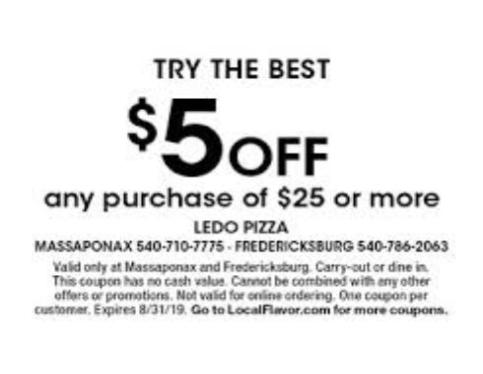 TRY THE BEST
$5 OFF
any purchase of $25 or more
LEDO PIZZA
MASSAPONAX 540-710-7775 - FREDERICKSBURG 540-786-2063
Valid only at Massaponax and Fredericksburg. Carry-out or dine in.
This coupon has no cash value. Cannot be combined with any other
offers or promotions. Not valid for online ordering. One coupon per
customer. Expires 8/31/19. Go to LocalFlavor.com for more coupons.